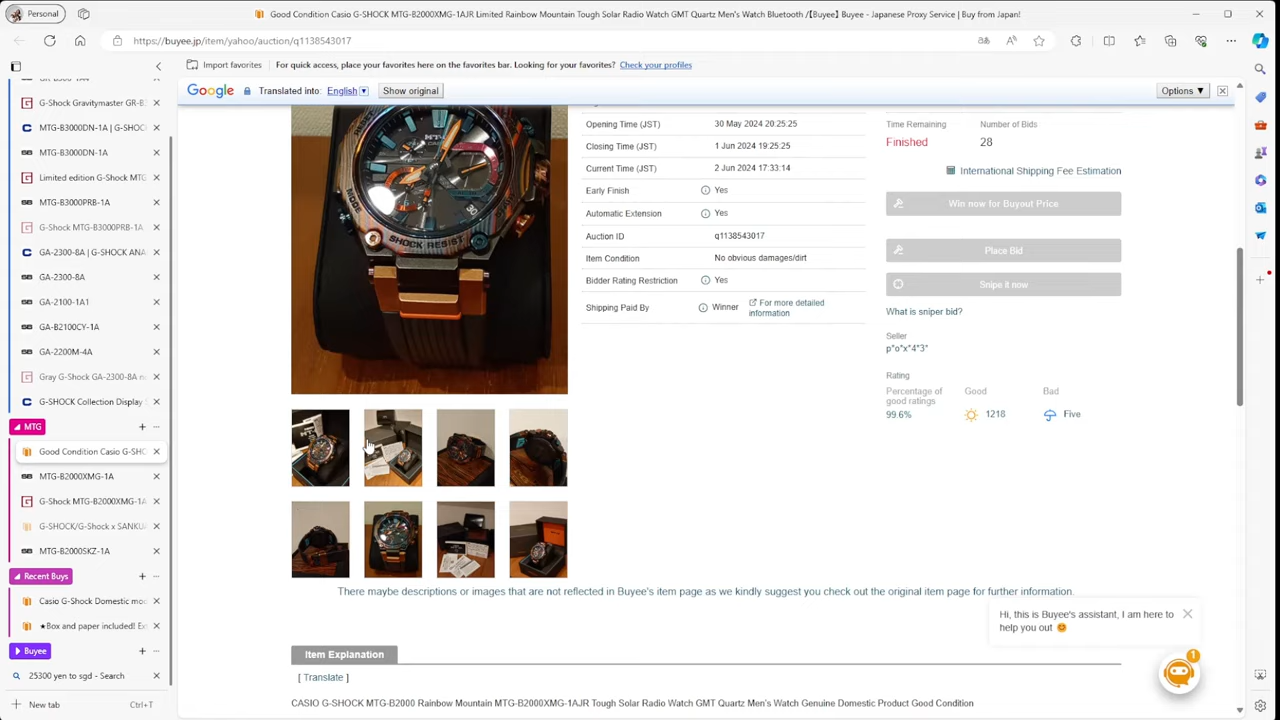 Personal
Good Condition Casio G-SHOCK MTG-B2000XMG-1AJR Limited Rainbow Mountain Tough Solar Radio Watch GMT Quartz Men's Watch Bluetooth /【Buyee】 Buyee - Japanese Proxy Service | Buy from Japan!
https://buyee.jp/item/yahoo/auction/q1138543017
Import favorites
For quick access, place your favorites here on the favorites bar. Looking for your favorites? Check your profiles
Google Translated into: English Show original Options
G-Shock Gravitymaster GR-B
MTG-B3000DN-1A | G-SHOC
MTG-B3000DN-1A
Limited edition G-Shock MTG
MTG-B3000PRB-1A
G-Shock MTG-B3000PRB-1A
GA-2300-8A | G-SHOCK ANA
GA-2300-8A
GA-2100-1A1
GA-B2100CY-1A
GA-2200M-4A
Gray G-Shock GA-2300-8A n
G-SHOCK Collection Display
MTG
Good Condition Casio G-SHC
MTG-B2000XMG-1A
G-Shock MTG-B2000XMG-1A
G-SHOCK/G-Shock x SANKUA
MTG-B2000SKZ-1A
Recent Buys
Casio G-Shock Domestic mod
★Box and paper included! Ex
Buyee
25300 yen to sgd - Search
New tab
Ctrl+T
MODE
SHOCK RESIST
30
Opening Time (JST) 30 May 2024 20:25:25
Closing Time (JST) 1 Jun 2024 19:25:25
Current Time (JST) 2 Jun 2024 17:33:14
Early Finish Yes
Automatic Extension Yes
Auction ID q1138543017
Item Condition No obvious damages/dirt
Bidder Rating Restriction Yes
Shipping Paid By Winner For more detailed
information
Time Remaining Number of Bids
Finished 28
International Shipping Fee Estimation
Win now for Buyout Price
Place Bid
Snipe it now
What is sniper bid?
Seller
p*o*x*4*3*
Rating
Percentage of
good ratings
Good Bad
99.6% 1218 Five
There maybe descriptions or images that are not reflected in Buyee's item page as we kindly suggest you check out the original item page for further information.
Hi, this is Buyee's assistant, I am here to
help you out
1
Item Explanation
[ Translate ]
CASIO G-SHOCK MTG-B2000 Rainbow Mountain MTG-B2000XMG-1AJR Tough Solar Radio Watch GMT Quartz Men's Watch Genuine Domestic Product Good Condition